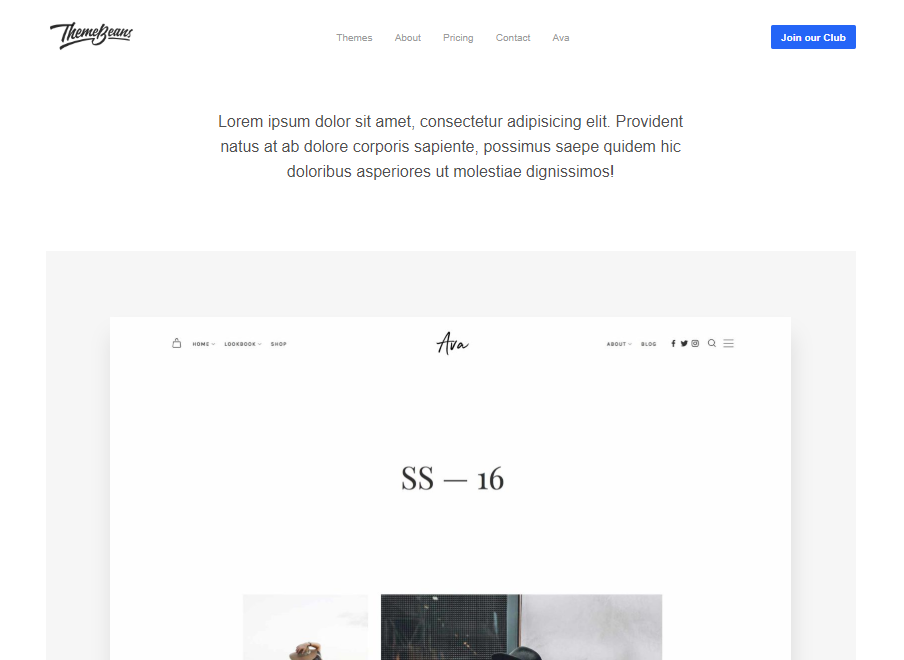 ThemeBeans
Themes About Pricing Contact Ava
Join our Club
Lorem ipsum dolor sit amet, consectetur adipisicing elit. Provident
natus at ab dolore corporis sapiente, possimus saepe quidem hic
doloribus asperiores ut molestiae dignissimos!
HOME LOOKBOOK SHOP
Ava
ABOUT BLOG
SS — 16